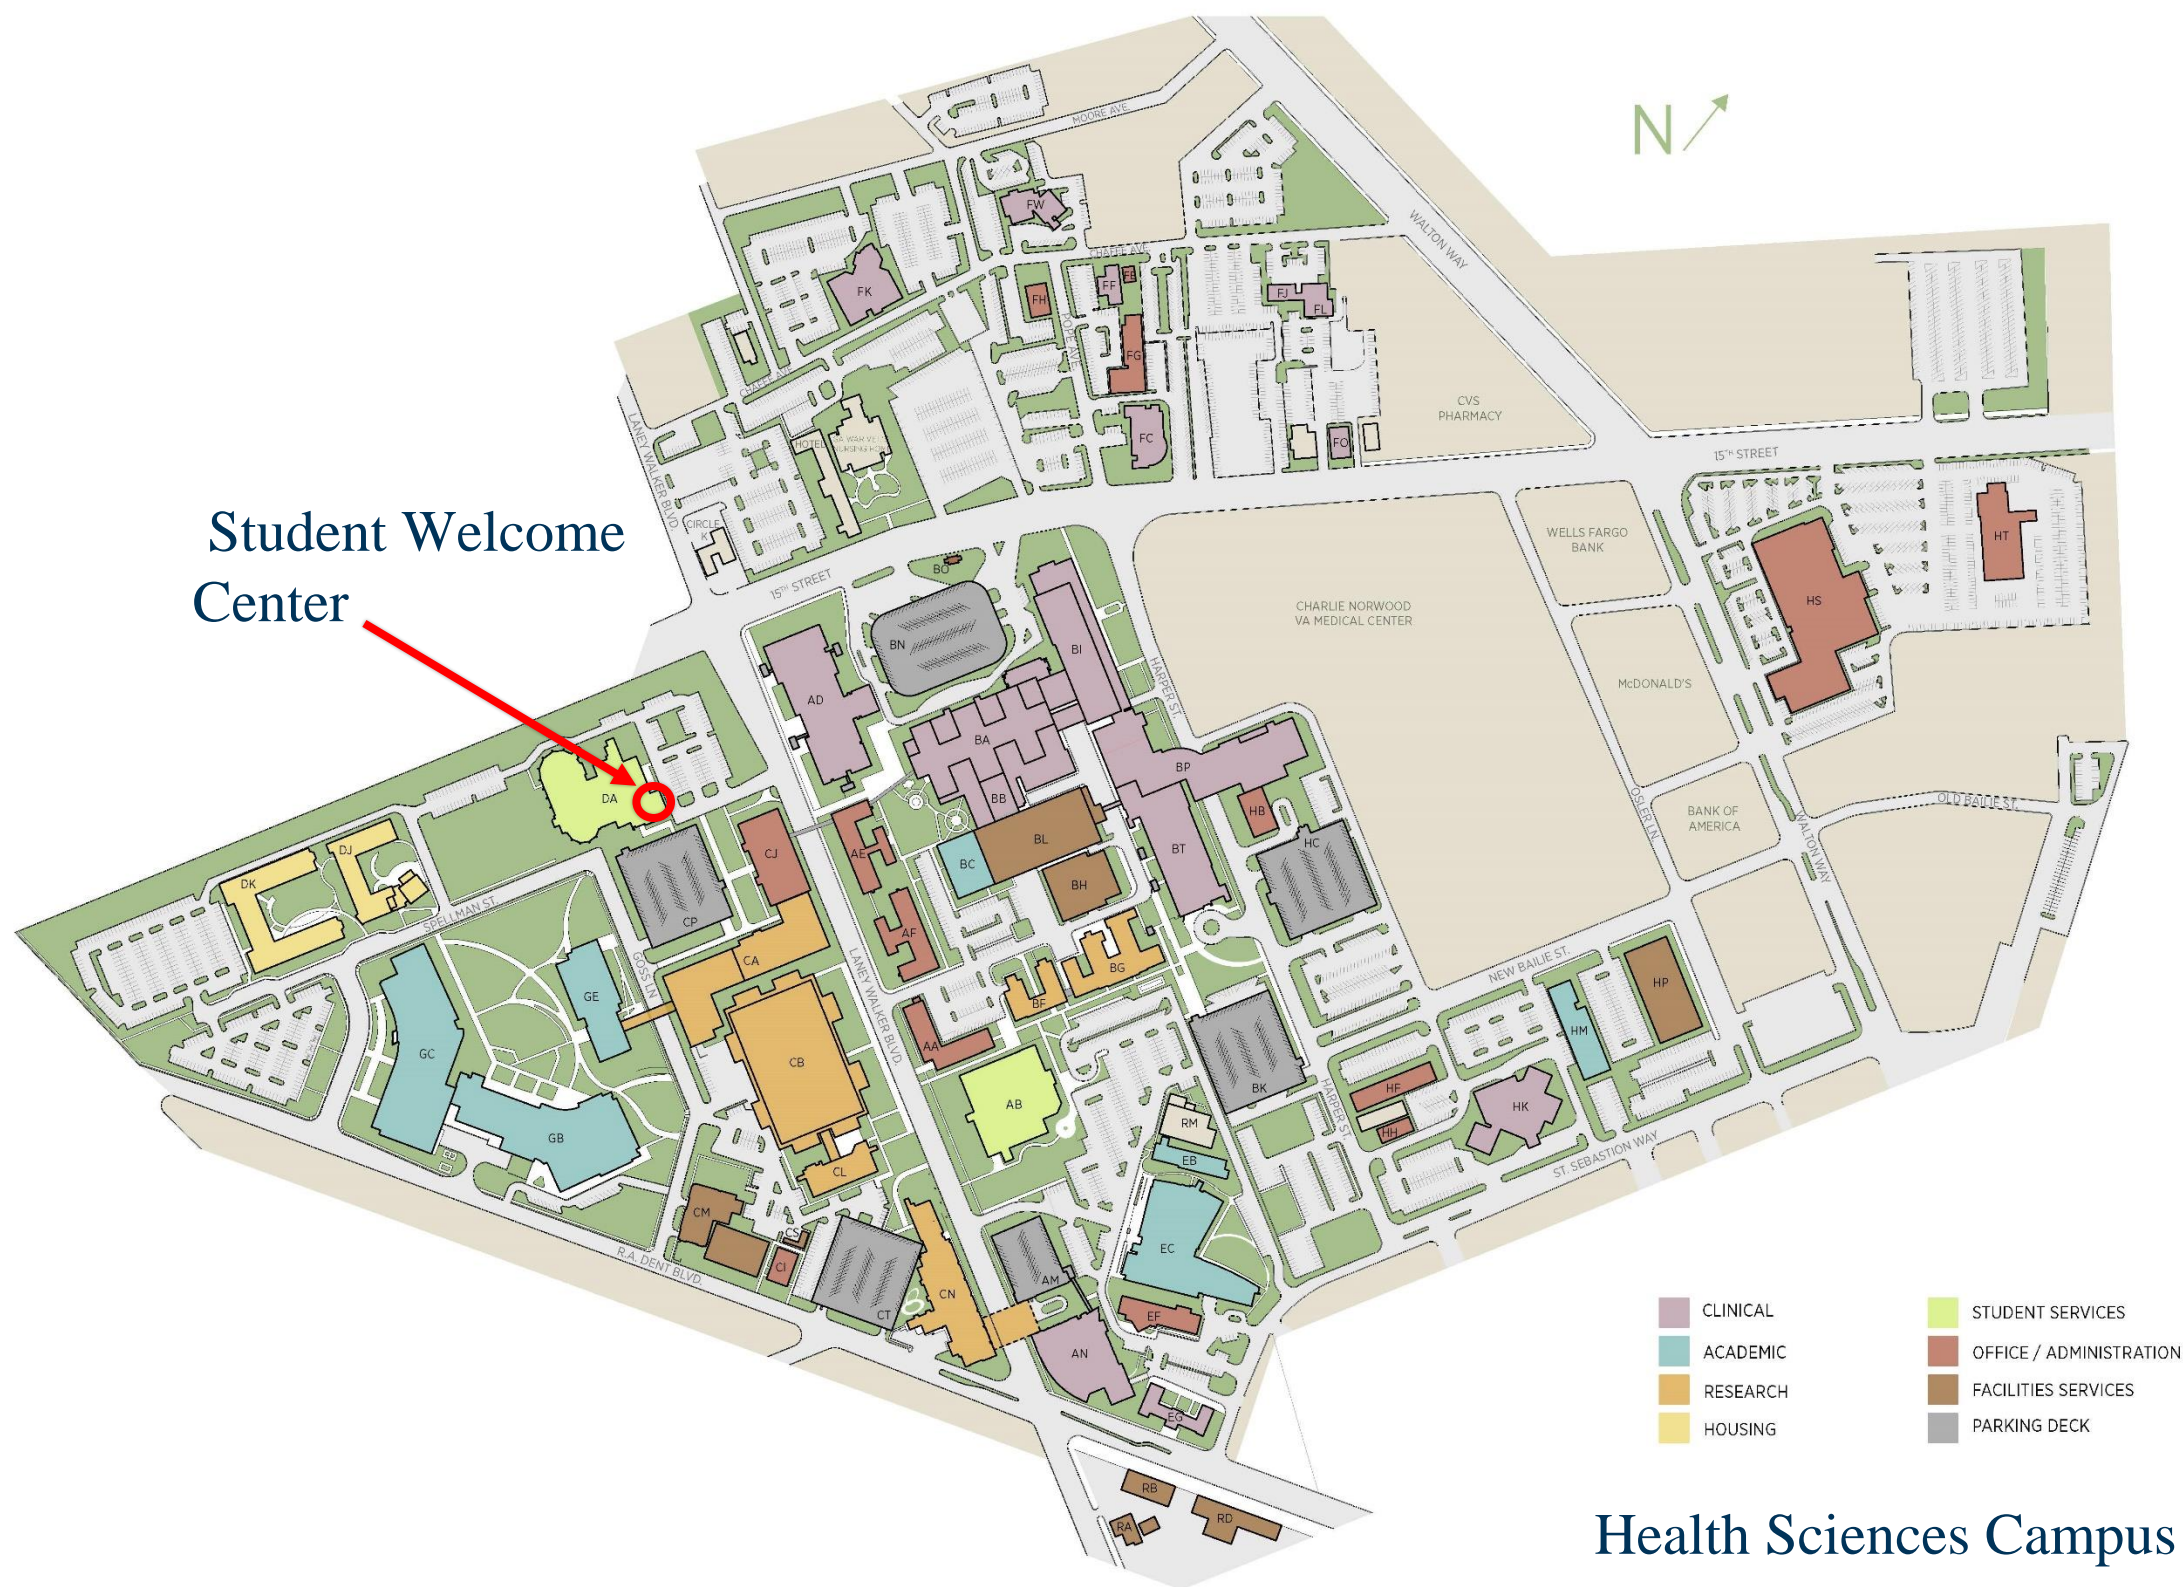 N
MOORE AVE.
WALTON WAY
FW
CHAFEE AVE.
FK
FH
FF
FE
FJ
FL
POPE AVE.
FG
CHAFEE AVE.
CVS
PHARMACY
FC
FO
HOTEL
LANEY WALKER BLVD.
15TH STREET
CIRCLE
K
Student Welcome
Center
WELLS FARGO
BANK
HT
BO
15TH STREET
HS
CHARLIE NORWOOD
VA MEDICAL CENTER
BN
BI
HARPER ST.
AD
McDONALD'S
BA
BP
DA
BB
HB
OSLER LN.
BANK OF
AMERICA
OLD BAILIE ST.
WALTON WAY
CJ
AE
BC
BL
BT
HC
DJ
DK
BH
CP
SPELLMAN ST.
AF
GOSS LN
CA
LANEY WALKER BLVD.
BG
NEW BAILIE ST.
HP
GE
BF
HM
GC
AA
CB
BK
HF
HARPER ST.
AB
HK
RM
HH
GB
EB
ST. SEBASTION WAY
CL
CM
CS
EC
R.A. DENT BLVD.
CI
AM
CN
CT
EF
AN
EG
CLINICAL
ACADEMIC
RESEARCH
HOUSING
STUDENT SERVICES
OFFICE / ADMINISTRATION
FACILITIES SERVICES
PARKING DECK
RB
RA
RD
Health Sciences Campus